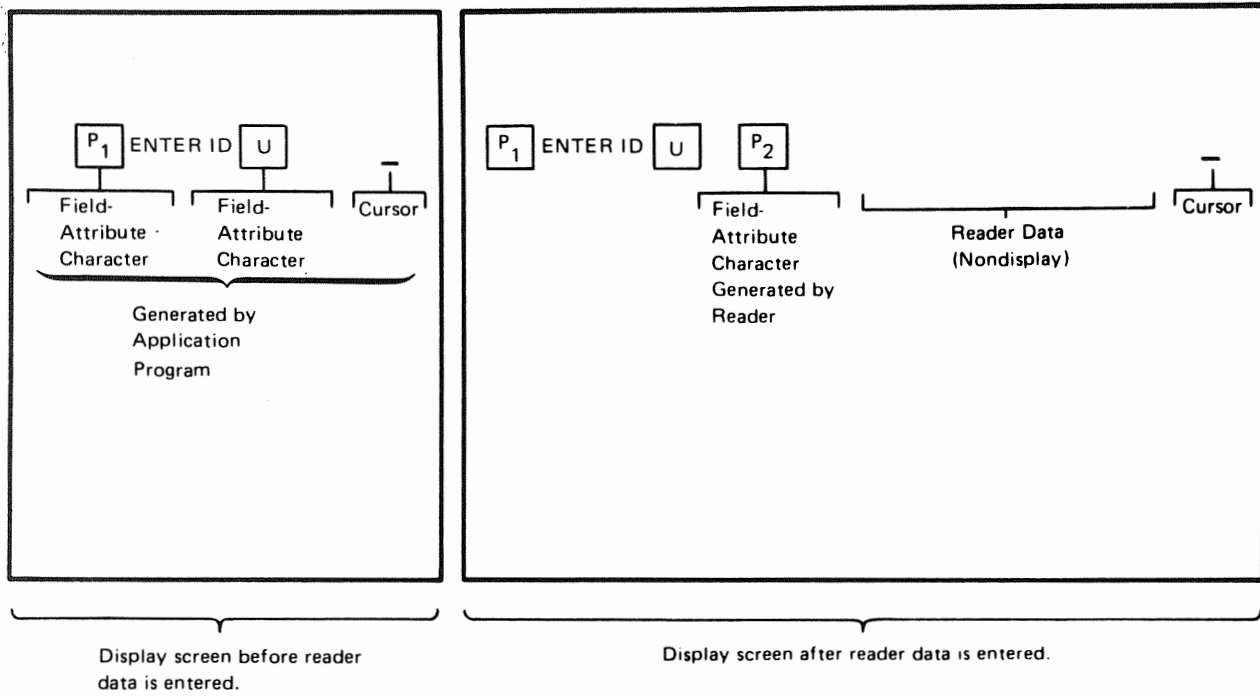 P1 ENTER ID U
Field-
Attribute
Character
Field-
Attribute
Character
Cursor
Generated by
Application
Program
Display screen before reader
data is entered.
P1 ENTER ID U P2
Field-
Attribute
Character
Generated by
Reader
Reader Data
(Nondisplay)
Cursor
Display screen after reader data is entered.